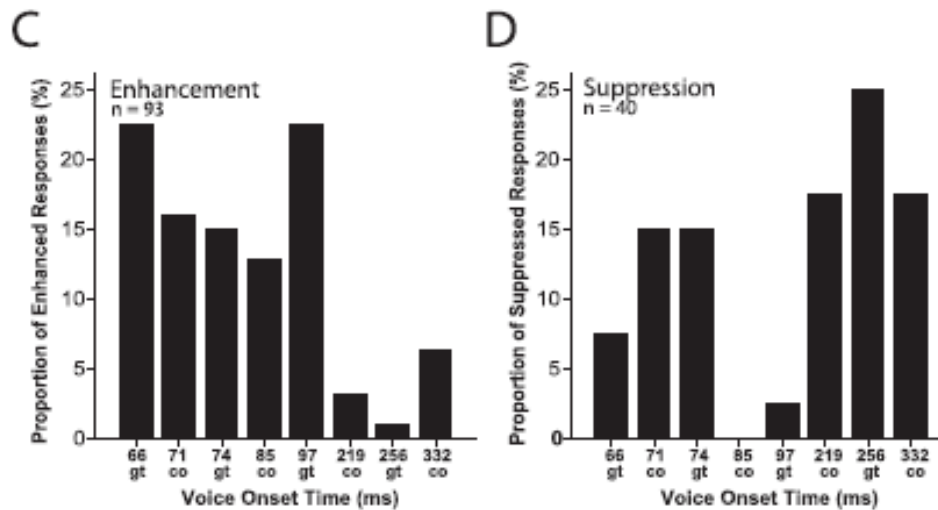 C
Enhancement
n = 93
Proportion of Enhanced Responses (%)
25
20
15
10
5
0
66 71 74 85 97 219 256 332
gt co gt co gt co gt co
Voice Onset Time (ms)
D
Suppression
n = 40
Proportion of Suppressed Responses (%)
25
20
15
10
5
0
66 71 74 85 97 219 256 332
gt co gt co gt co gt co
Voice Onset Time (ms)